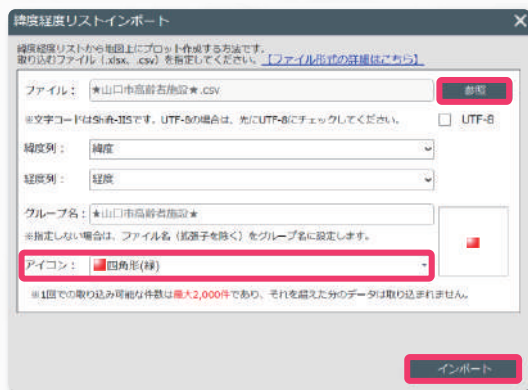 緯度経度リストインポート
緯度経度リストから地図上にプロット作成する方法です。
取り込むファイル（.xlsx、.csv）を指定してください。【ファイル形式の詳細はこちら】
ファイル： ★山口市高齢者施設★.csv 参照
※文字コードはShift-JISです。UTF-8の場合は、先にUTF-8にチェックしてください。 UTF-8
緯度列： 緯度
経度列： 経度
グループ名： ★山口市高齢者施設★
※指定しない場合は、ファイル名（拡張子を除く）をグループ名に設定します。
アイコン： 四角形(緑)
※1回での取り込み可能な件数は最大2,000件であり、それを超えた分のデータは取り込まれません。
インポート